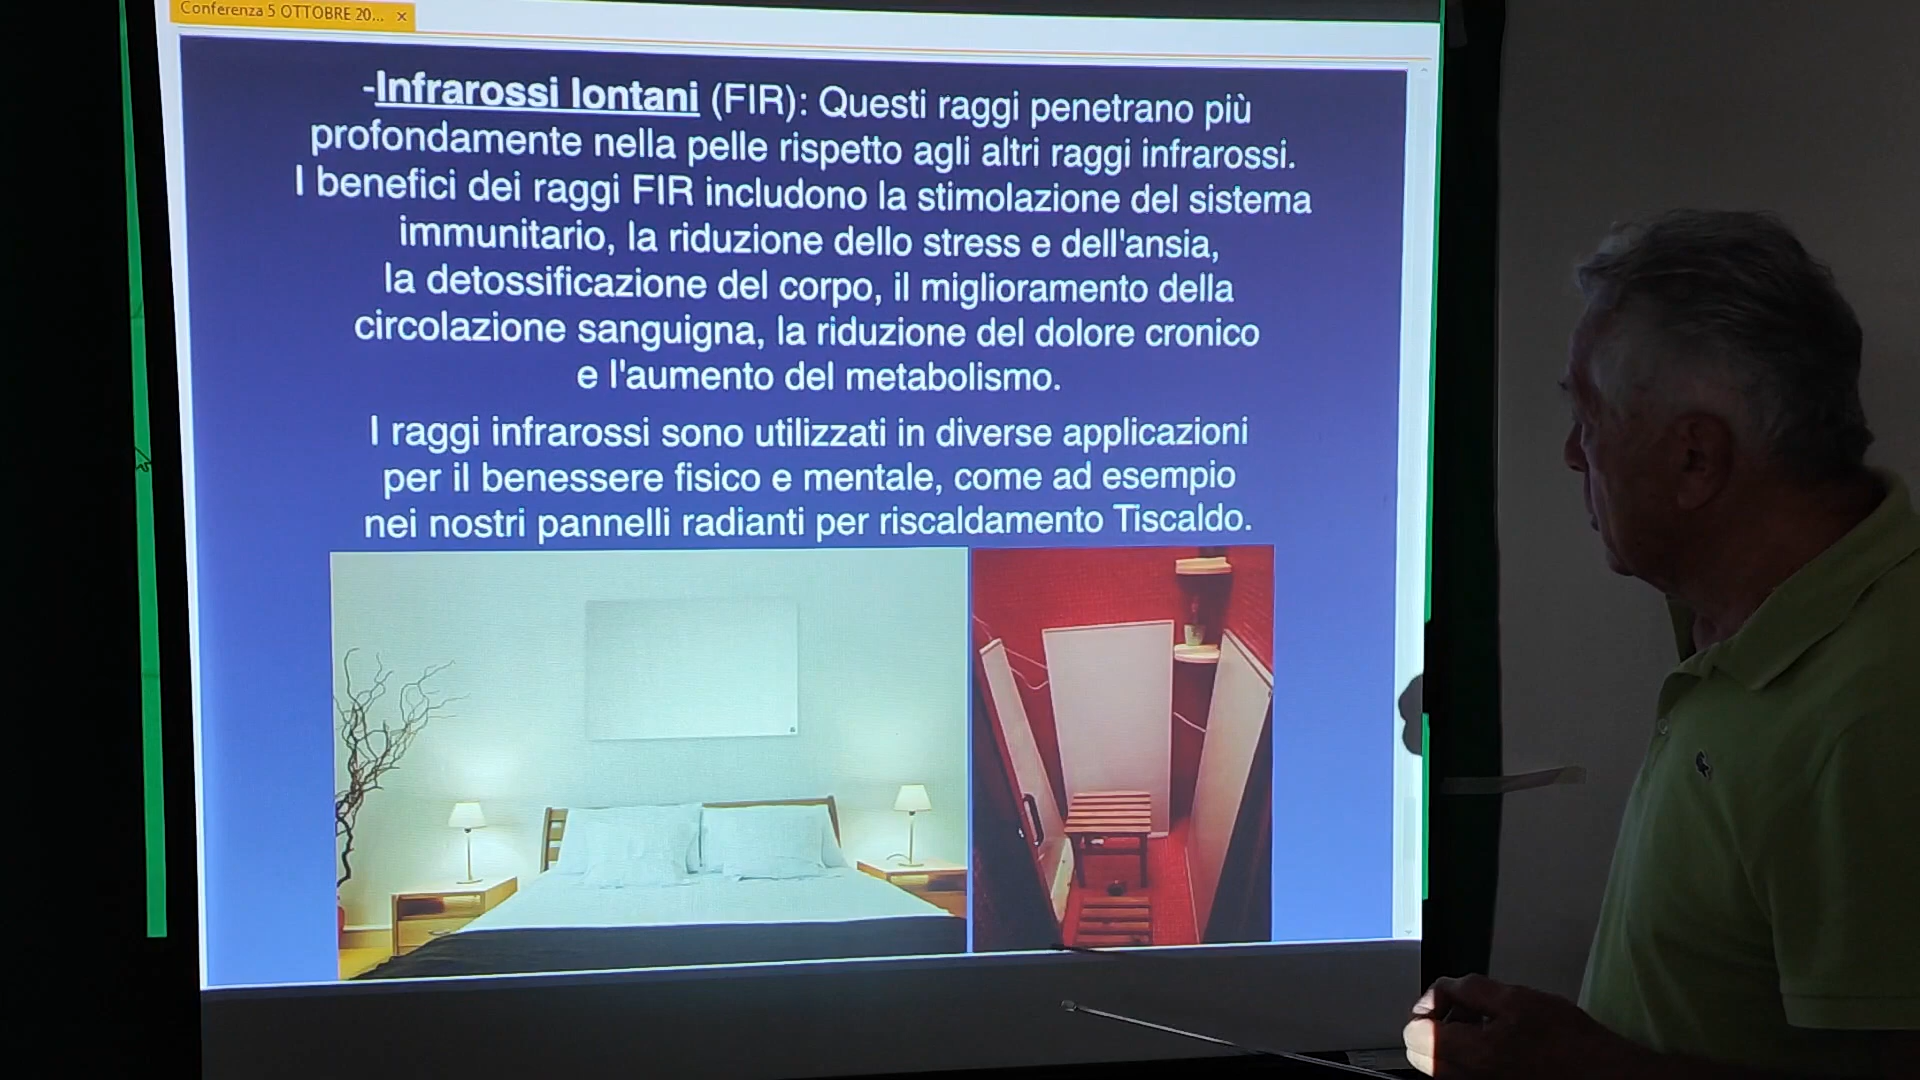 Conferenza 5 OTTOBRE 20...
-Infrarossi lontani (FIR): Questi raggi penetrano più
profondamente nella pelle rispetto agli altri raggi infrarossi.
I benefici dei raggi FIR includono la stimolazione del sistema
immunitario, la riduzione dello stress e dell'ansia,
la detossificazione del corpo, il miglioramento della
circolazione sanguigna, la riduzione del dolore cronico
e l'aumento del metabolismo.
I raggi infrarossi sono utilizzati in diverse applicazioni
per il benessere fisico e mentale, come ad esempio
nei nostri pannelli radianti per riscaldamento Tiscaldo.